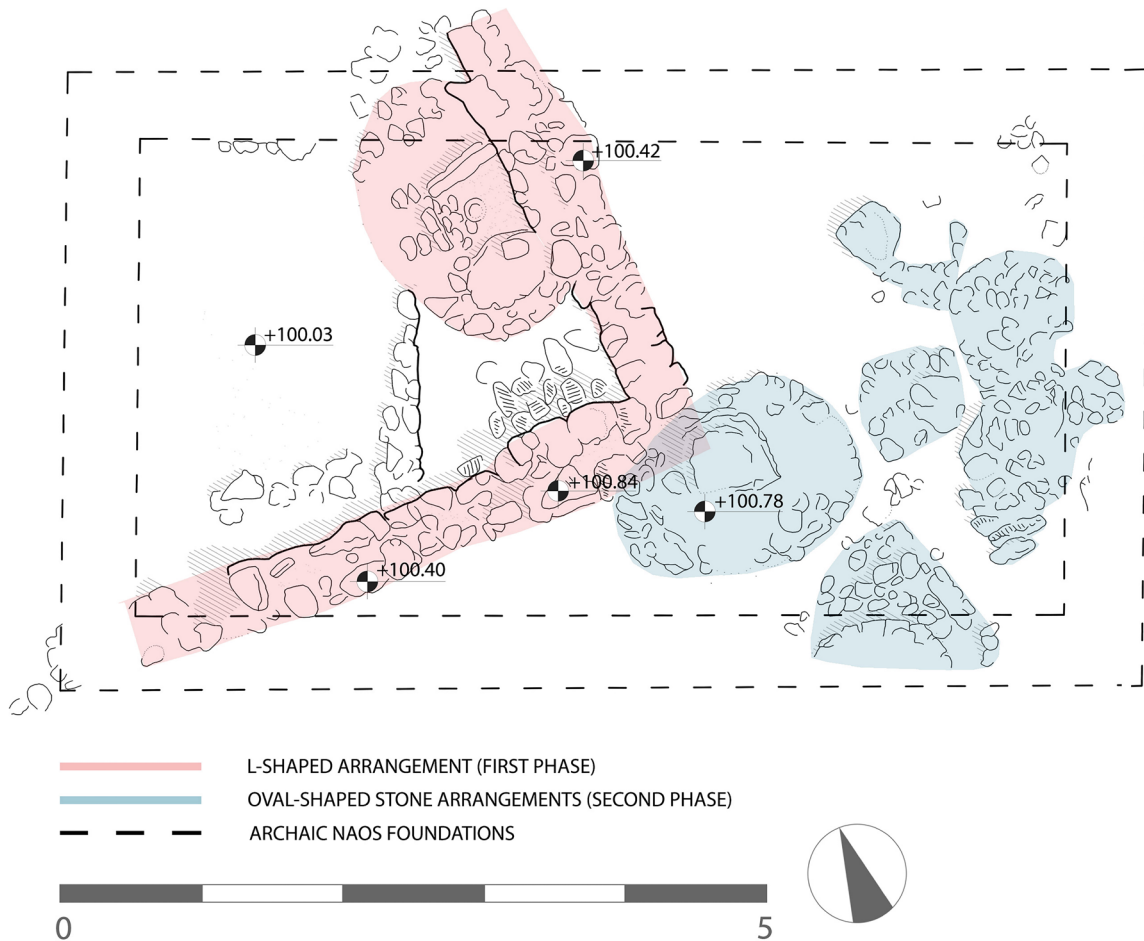 +100.42
+100.03
+100.84
+100.78
+100.40
L-SHAPED ARRANGEMENT (FIRST PHASE)
OVAL-SHAPED STONE ARRANGEMENTS (SECOND PHASE)
ARCHAIC NAOS FOUNDATIONS
0 5